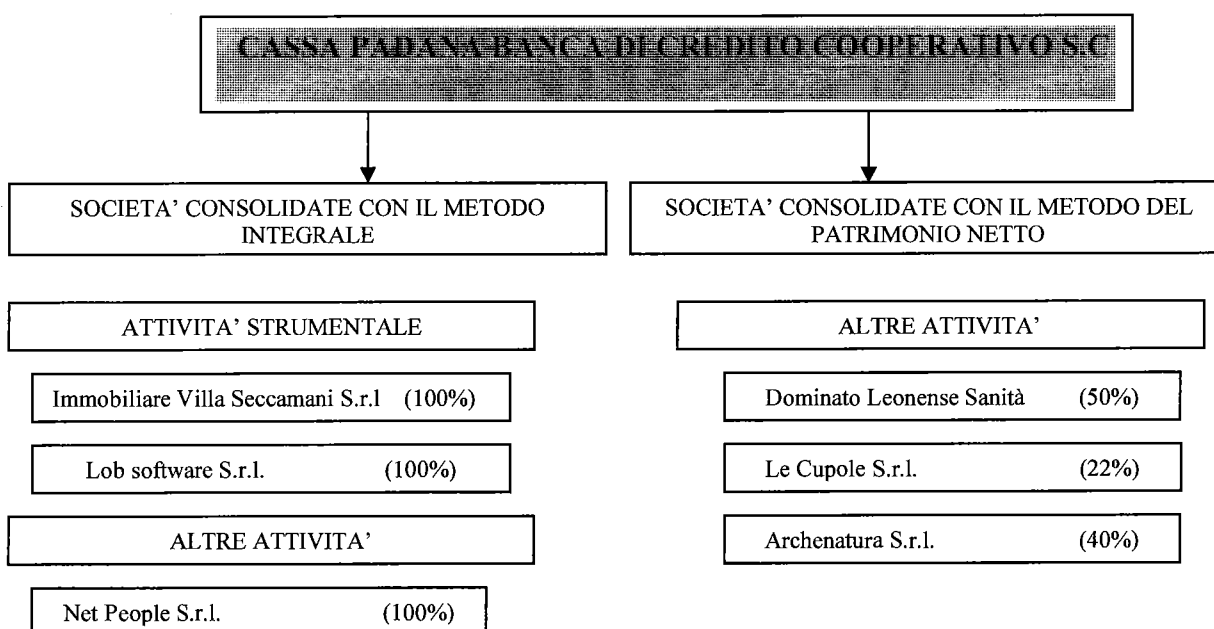 CASSA PADANA BANCA DI CREDITO COOPERATIVO S.C
SOCIETA’ CONSOLIDATE CON IL METODO
INTEGRALE
SOCIETA’ CONSOLIDATE CON IL METODO DEL
PATRIMONIO NETTO
ATTIVITA’ STRUMENTALE
Immobiliare Villa Seccamani S.r.l (100%)
Lob software S.r.l. (100%)
ALTRE ATTIVITA’
Net People S.r.l. (100%)
ALTRE ATTIVITA’
Dominato Leonense Sanità (50%)
Le Cupole S.r.l. (22%)
Archenatura S.r.l. (40%)